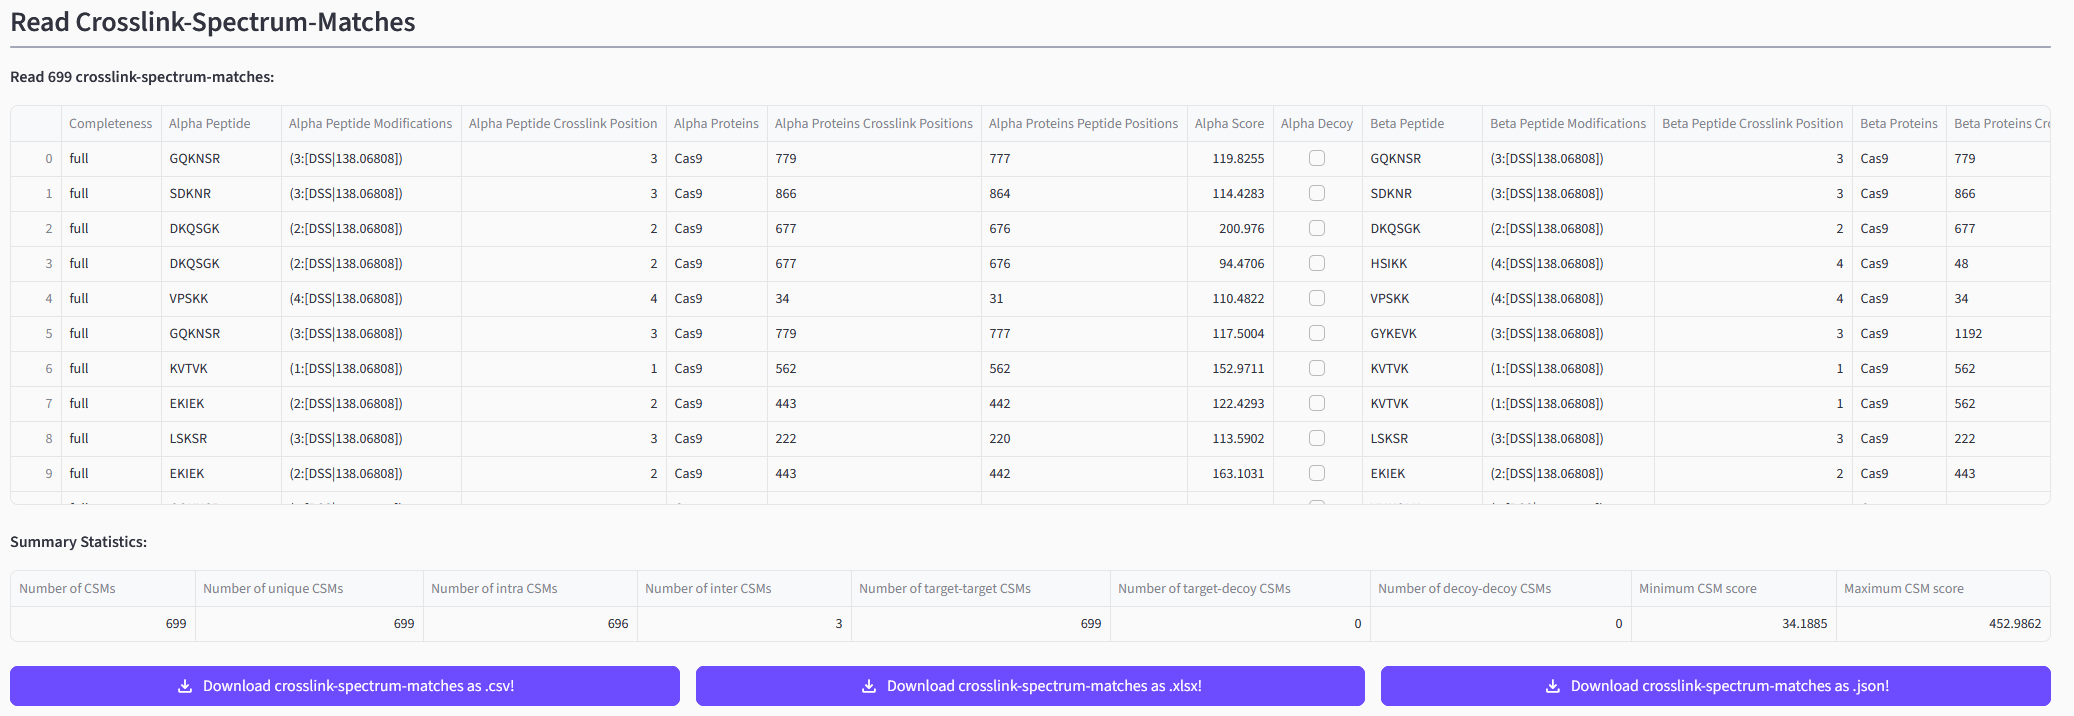 Read Crosslink-Spectrum-Matches
Read 699 crosslink-spectrum-matches:
Completeness Alpha Peptide Alpha Peptide Modifications Alpha Peptide Crosslink Position Alpha Proteins Alpha Proteins Crosslink Positions Alpha Proteins Peptide Positions Alpha Score Alpha Decoy Beta Peptide Beta Peptide Modifications Beta Peptide Crosslink Position Beta Proteins Beta Proteins Cro
0 full GQKNSR (3:[DSS|138.06808]) 3 Cas9 779 777 119.8255 GQKNSR (3:[DSS|138.06808]) 3 Cas9 779
1 full SDKNR (3:[DSS|138.06808]) 3 Cas9 866 864 114.4283 SDKNR (3:[DSS|138.06808]) 3 Cas9 866
2 full DKQSGK (2:[DSS|138.06808]) 2 Cas9 677 676 200.976 DKQSGK (2:[DSS|138.06808]) 2 Cas9 677
3 full DKQSGK (2:[DSS|138.06808]) 2 Cas9 677 676 94.4706 HSIKK (4:[DSS|138.06808]) 4 Cas9 48
4 full VPSKK (4:[DSS|138.06808]) 4 Cas9 34 31 110.4822 VPSKK (4:[DSS|138.06808]) 4 Cas9 34
5 full GQKNSR (3:[DSS|138.06808]) 3 Cas9 779 777 117.5004 GYKEVK (3:[DSS|138.06808]) 3 Cas9 1192
6 full KVTVK (1:[DSS|138.06808]) 1 Cas9 562 562 152.9711 KVTVK (1:[DSS|138.06808]) 1 Cas9 562
7 full EKIEK (2:[DSS|138.06808]) 2 Cas9 443 442 122.4293 KVTVK (1:[DSS|138.06808]) 1 Cas9 562
8 full LSKSR (3:[DSS|138.06808]) 3 Cas9 222 220 113.5902 LSKSR (3:[DSS|138.06808]) 3 Cas9 222
9 full EKIEK (2:[DSS|138.06808]) 2 Cas9 443 442 163.1031 EKIEK (2:[DSS|138.06808]) 2 Cas9 443
Summary Statistics:
Number of CSMs Number of unique CSMs Number of intra CSMs Number of inter CSMs Number of target-target CSMs Number of target-decoy CSMs Number of decoy-decoy CSMs Minimum CSM score Maximum CSM score
699 699 696 3 699 0 0 34.1885 452.9862
Download crosslink-spectrum-matches as .csv! Download crosslink-spectrum-matches as .xlsx! Download crosslink-spectrum-matches as .json!